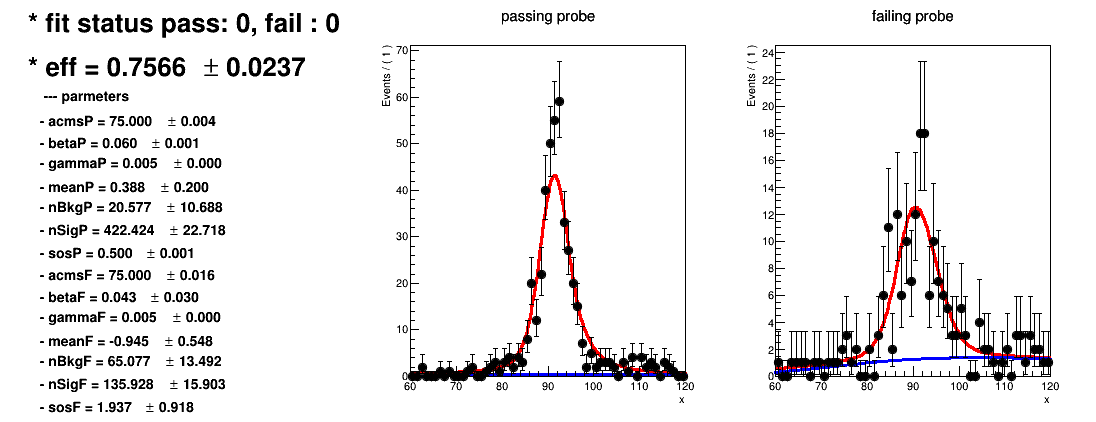 * fit status pass: 0, fail : 0
* eff = 0.7566 ± 0.0237
--- parmeters
- acmsP = 75.000 ± 0.004
- betaP = 0.060 ± 0.001
- gammaP = 0.005 ± 0.000
- meanP = 0.388 ± 0.200
- nBkgP = 20.577 ± 10.688
- nSigP = 422.424 ± 22.718
- sosP = 0.500 ± 0.001
- acmsF = 75.000 ± 0.016
- betaF = 0.043 ± 0.030
- gammaF = 0.005 ± 0.000
- meanF = -0.945 ± 0.548
- nBkgF = 65.077 ± 13.492
- nSigF = 135.928 ± 15.903
- sosF = 1.937 ± 0.918
passing probe
Events / ( 1 )
70
60
50
40
30
20
10
0
60 70 80 90 100 110 120
x
failing probe
Events / ( 1 )
24
22
20
18
16
14
12
10
8
6
4
2
0
60 70 80 90 100 110 120
x